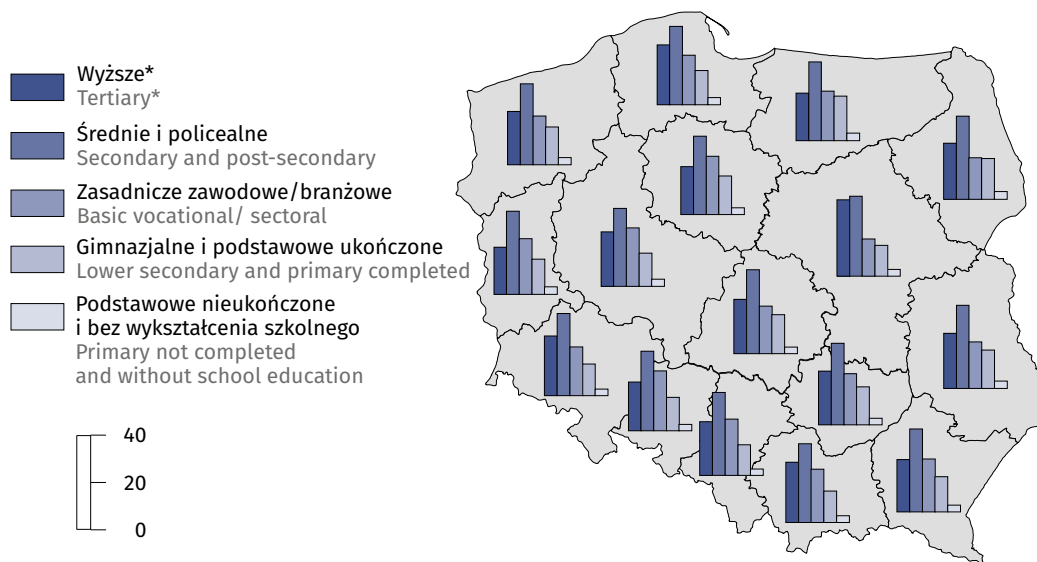 Wyższe*
Tertiary*
Średnie i policealne
Secondary and post-secondary
Zasadnicze zawodowe/branżowe
Basic vocational/ sectoral
Gimnazjalne i podstawowe ukończone
Lower secondary and primary completed
Podstawowe nieukończone
i bez wykształcenia szkolnego
Primary not completed
and without school education
40
20
0